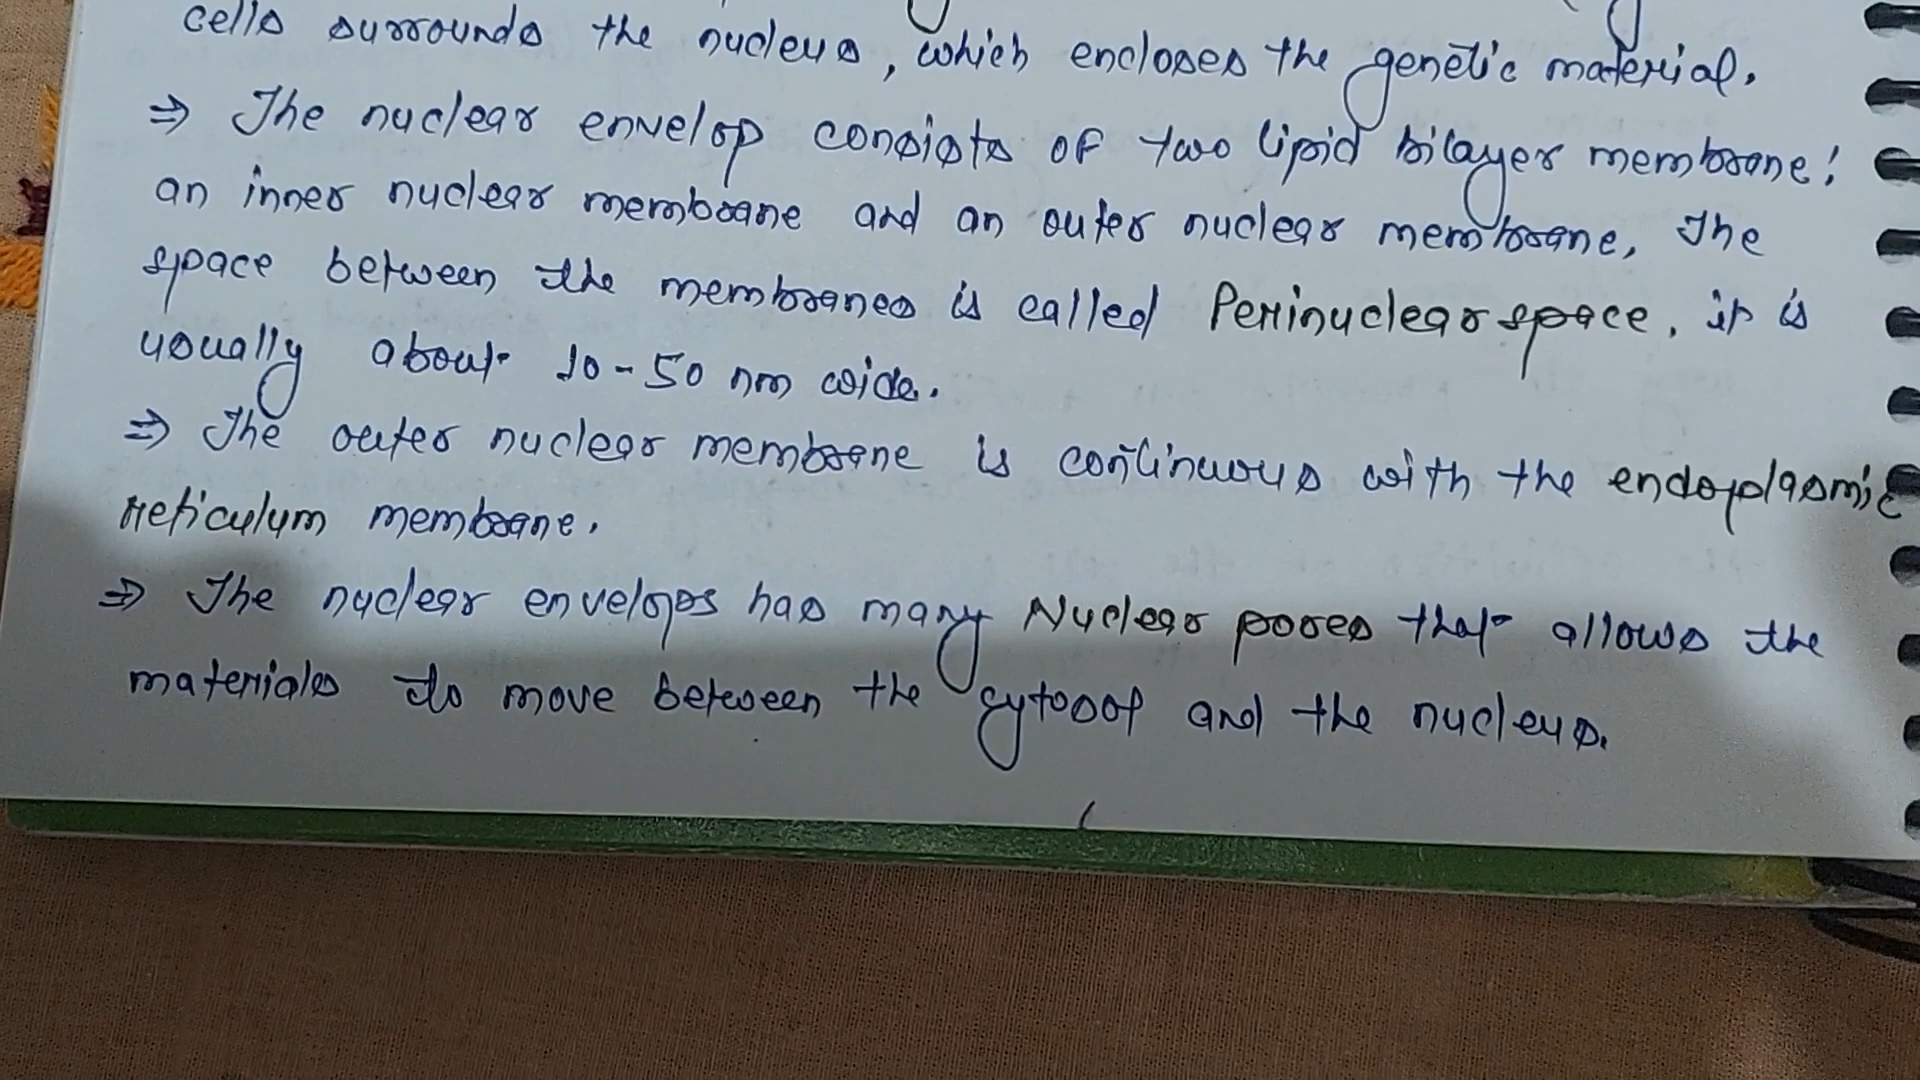 cells surrounds the nucleus, which encloses the genetic material.
⇒ The nuclear envelop consists of two lipid bilayer membrane:
an inner nuclear membrane and an outer nuclear membrane, The
space between the membranes is called Perinuclear space, it is
usually about 10-50 nm wide.
⇒ The outer nuclear membrane is continuous with the endoplasmic
reticulum membrane.
⇒ The nuclear envelops has many Nuclear pores that allows the
materials to move between the cytosol and the nucleus.